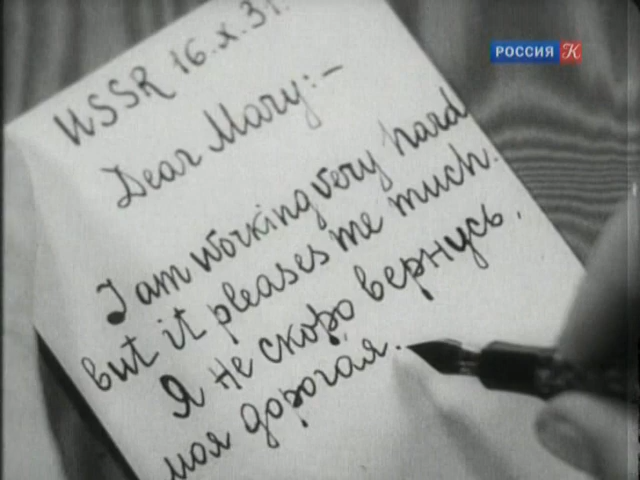 РОССИЯ К
USSR 16.X.31.
Dear Mary:—
I am working very hard
but it pleases me much.
Я не скоро вернусь,
моя дорогая.